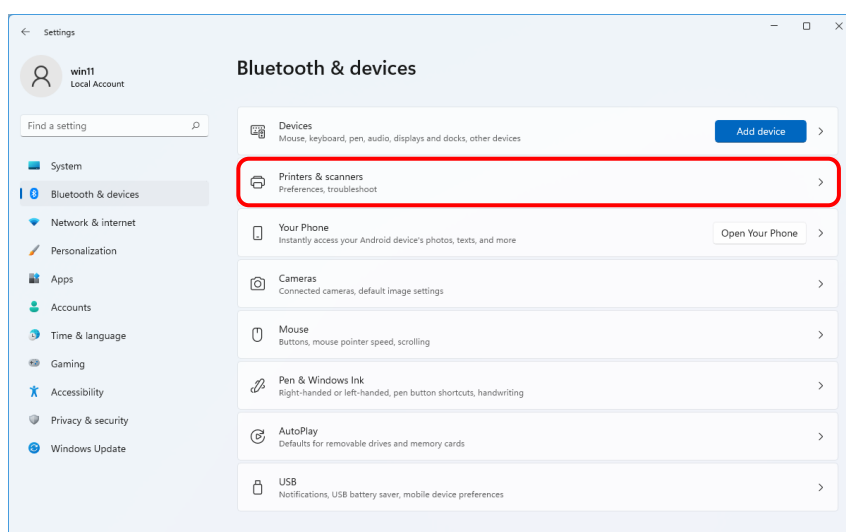 Settings
win11
Local Account
Find a setting
System
Bluetooth & devices
Network & internet
Personalization
Apps
Accounts
Time & language
Gaming
Accessibility
Privacy & security
Windows Update
Bluetooth & devices
Devices
Mouse, keyboard, pen, audio, displays and docks, other devices
Add device
Printers & scanners
Preferences, troubleshoot
Your Phone
Instantly access your Android device's photos, texts, and more
Open Your Phone
Cameras
Connected cameras, default image settings
Mouse
Buttons, mouse pointer speed, scrolling
Pen & Windows Ink
Right-handed or left-handed, pen button shortcuts, handwriting
AutoPlay
Defaults for removable drives and memory cards
USB
Notifications, USB battery saver, mobile device preferences